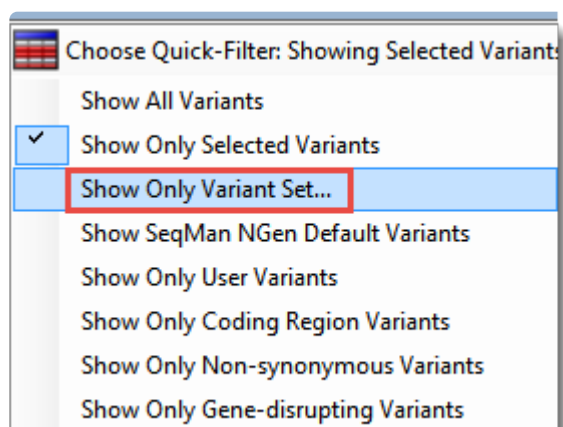 Choose Quick-Filter: Showing Selected Variants
Show All Variants
Show Only Selected Variants
Show Only Variant Set...
Show SeqMan NGen Default Variants
Show Only User Variants
Show Only Coding Region Variants
Show Only Non-synonymous Variants
Show Only Gene-disrupting Variants